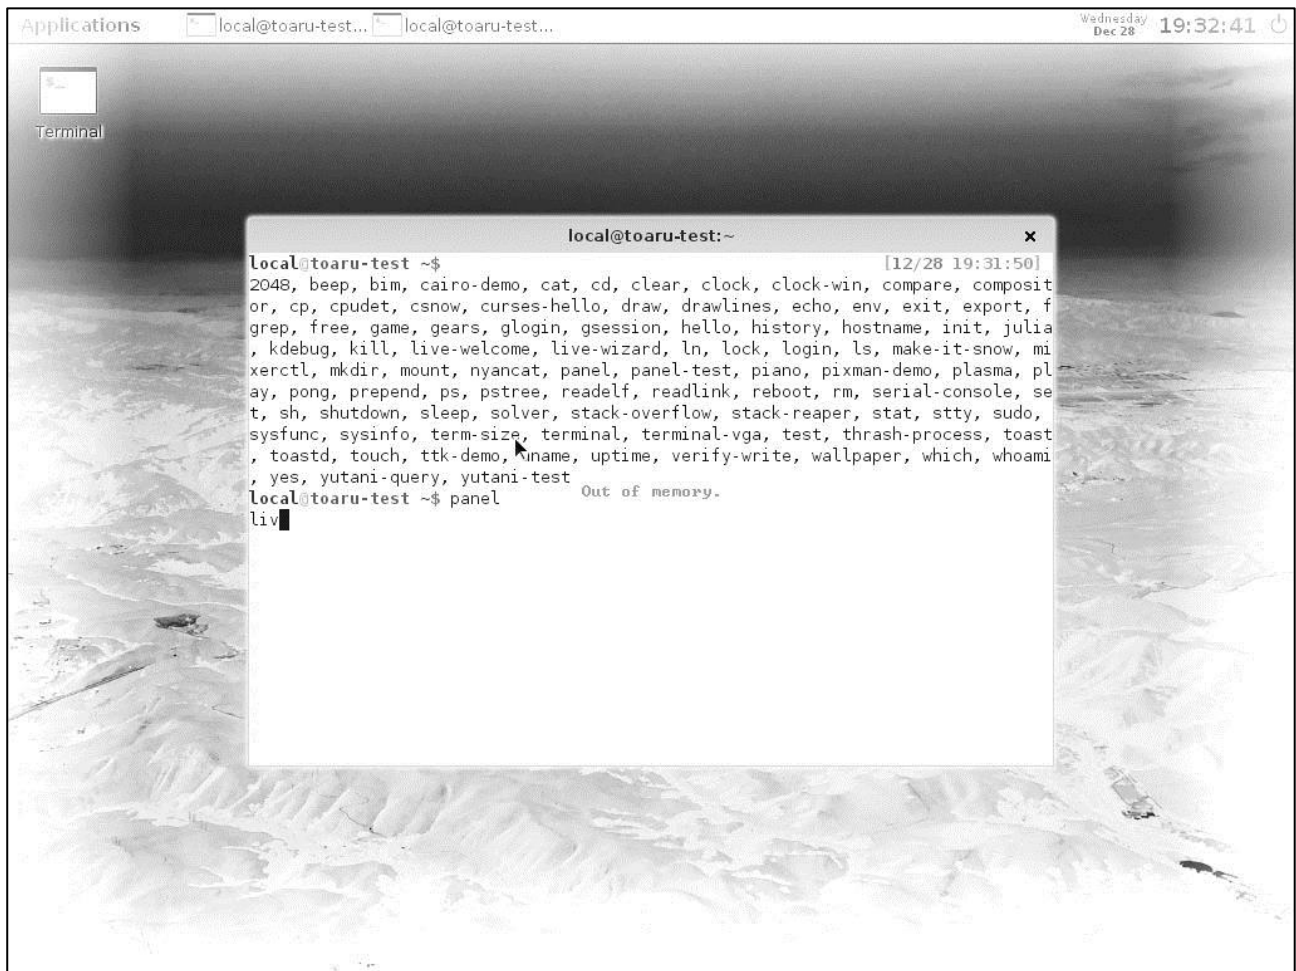 Applications local@toaru-test... local@toaru-test... Wednesday Dec 28 19:32:41
$_
Terminal
local@toaru-test:~
local@toaru-test ~$ [12/28 19:31:50]
2048, beep, bim, cairo-demo, cat, cd, clear, clock, clock-win, compare, composit
or, cp, cpudet, csnow, curses-hello, draw, drawlines, echo, env, exit, export, f
grep, free, game, gears, glogin, gsession, hello, history, hostname, init, julia
, kdebug, kill, live-welcome, live-wizard, ln, lock, login, ls, make-it-snow, mi
xerctl, mkdir, mount, nyancat, panel, panel-test, piano, pixman-demo, plasma, pl
ay, pong, prepend, ps, pstree, readelf, readlink, reboot, rm, serial-console, se
t, sh, shutdown, sleep, solver, stack-overflow, stack-reaper, stat, stty, sudo,
sysfunc, sysinfo, term-size, terminal, terminal-vga, test, thrash-process, toast
, toastd, touch, ttk-demo, uname, uptime, verify-write, wallpaper, which, whoami
, yes, yutani-query, yutani-test
Out of memory.
local@toaru-test ~$ panel
liv